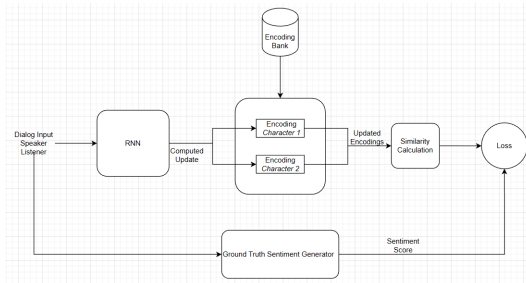 Encoding
Bank
Dialog Input
Speaker
Listener
RNN
Computed
Update
Encoding
Character 1
Encoding
Character 2
Updated
Encodings
Similarity
Calculation
Loss
Ground Truth Sentiment Generator
Sentiment
Score